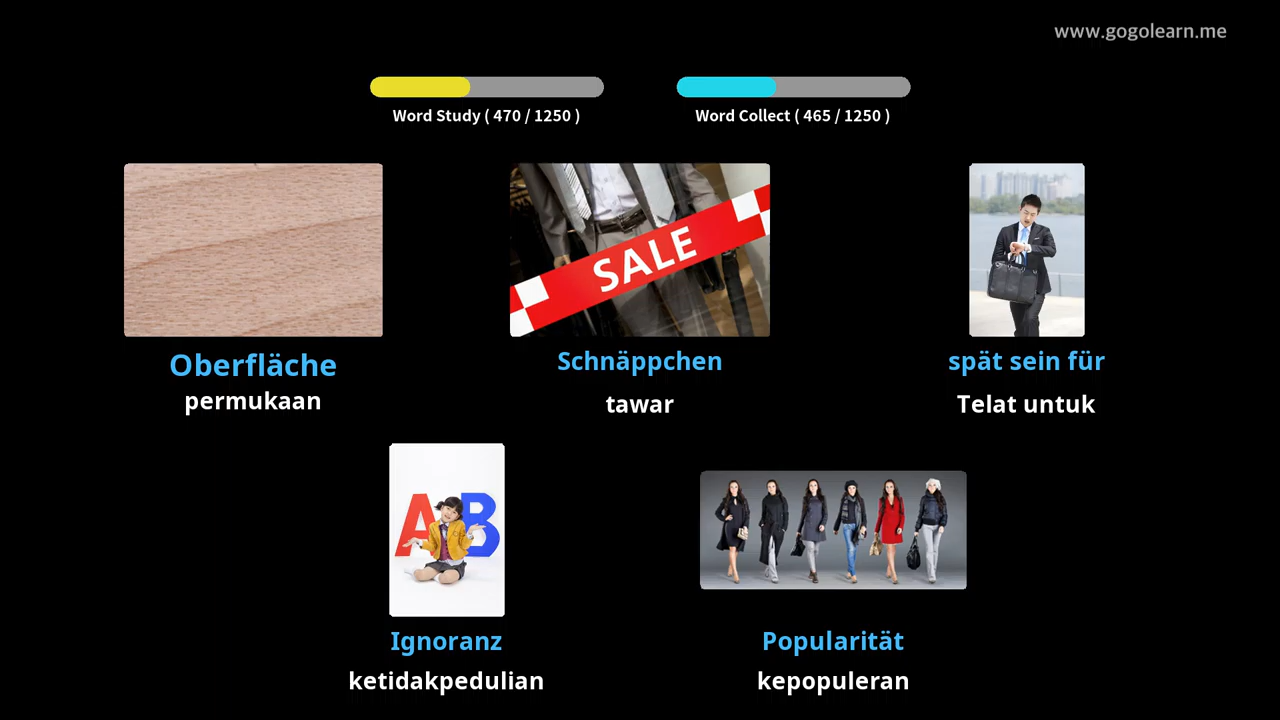 www.gogolearn.me
Word Study ( 470 / 1250 )
Word Collect ( 465 / 1250 )
SALE
Oberfläche
permukaan
Schnäppchen
tawar
spät sein für
Telat untuk
A B
Ignoranz
ketidakpedulian
Popularität
kepopuleran